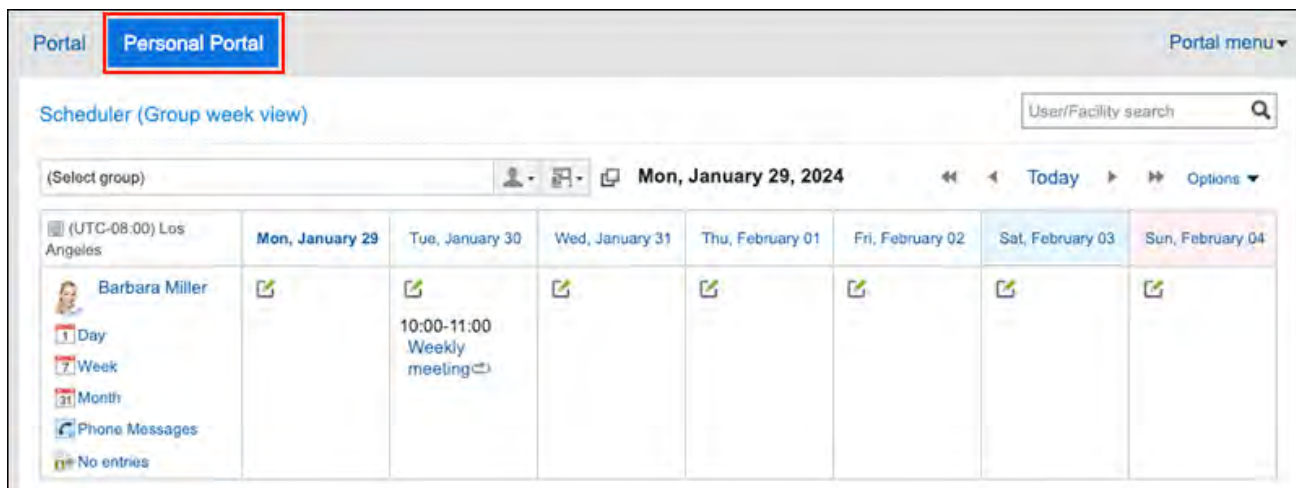 Portal Personal Portal Portal menu
Scheduler (Group week view) User/Facility search
(Select group) Mon, January 29, 2024 Today Options
(UTC-08:00) Los Angeles Mon, January 29 Tue, January 30 Wed, January 31 Thu, February 01 Fri, February 02 Sat, February 03 Sun, February 04
Barbara Miller
10:00-11:00
Weekly
meeting
1 Day
7 Week
31 Month
Phone Messages
No entries